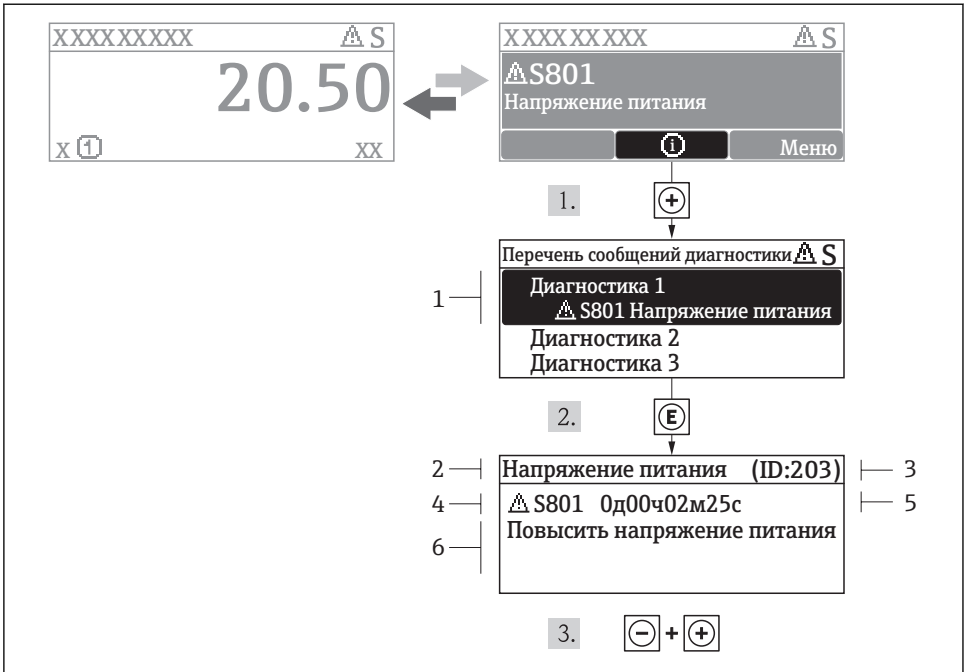 XXXXXXXXX ⚠ S
20.50
X ① XX
XXXXXXXXX ⚠ S
⚠ S801
Напряжение питания
ⓘ Меню
1. +
Перечень сообщений диагностики ⚠ S
1
Диагностика 1
⚠ S801 Напряжение питания
Диагностика 2
Диагностика 3
2. E
2 Напряжение питания (ID:203) 3
4 ⚠ S801 0д00ч02м25с 5
6 Повысить напряжение питания
3. − + +